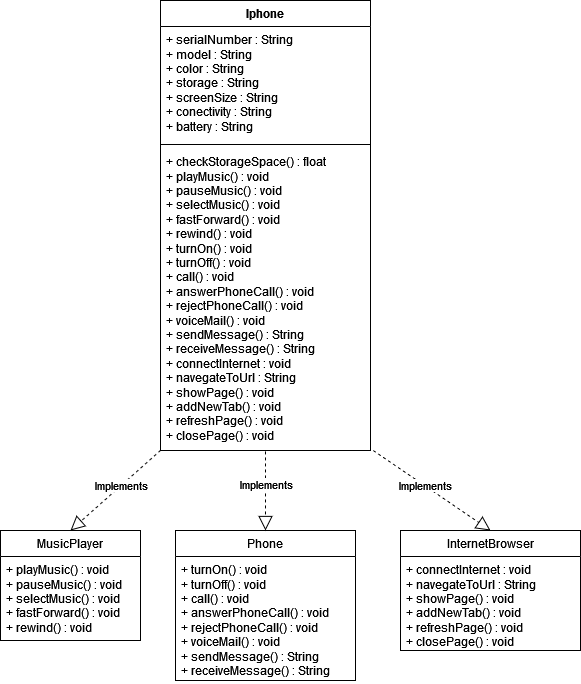 Iphone
+ serialNumber : String
+ model : String
+ color : String
+ storage : String
+ screenSize : String
+ conectivity : String
+ battery : String
+ checkStorageSpace() : float
+ playMusic() : void
+ pauseMusic() : void
+ selectMusic() : void
+ fastForward() : void
+ rewind() : void
+ turnOn() : void
+ turnOff() : void
+ call() : void
+ answerPhoneCall() : void
+ rejectPhoneCall() : void
+ voiceMail() : void
+ sendMessage() : String
+ receiveMessage() : String
+ connectInternet : void
+ navegateToUrl : String
+ showPage() : void
+ addNewTab() : void
+ refreshPage() : void
+ closePage() : void
Implements
Implements
Implements
MusicPlayer
+ playMusic() : void
+ pauseMusic() : void
+ selectMusic() : void
+ fastForward() : void
+ rewind() : void
Phone
+ turnOn() : void
+ turnOff() : void
+ call() : void
+ answerPhoneCall() : void
+ rejectPhoneCall() : void
+ voiceMail() : void
+ sendMessage() : String
+ receiveMessage() : String
InternetBrowser
+ connectInternet : void
+ navegateToUrl : String
+ showPage() : void
+ addNewTab() : void
+ refreshPage() : void
+ closePage() : void